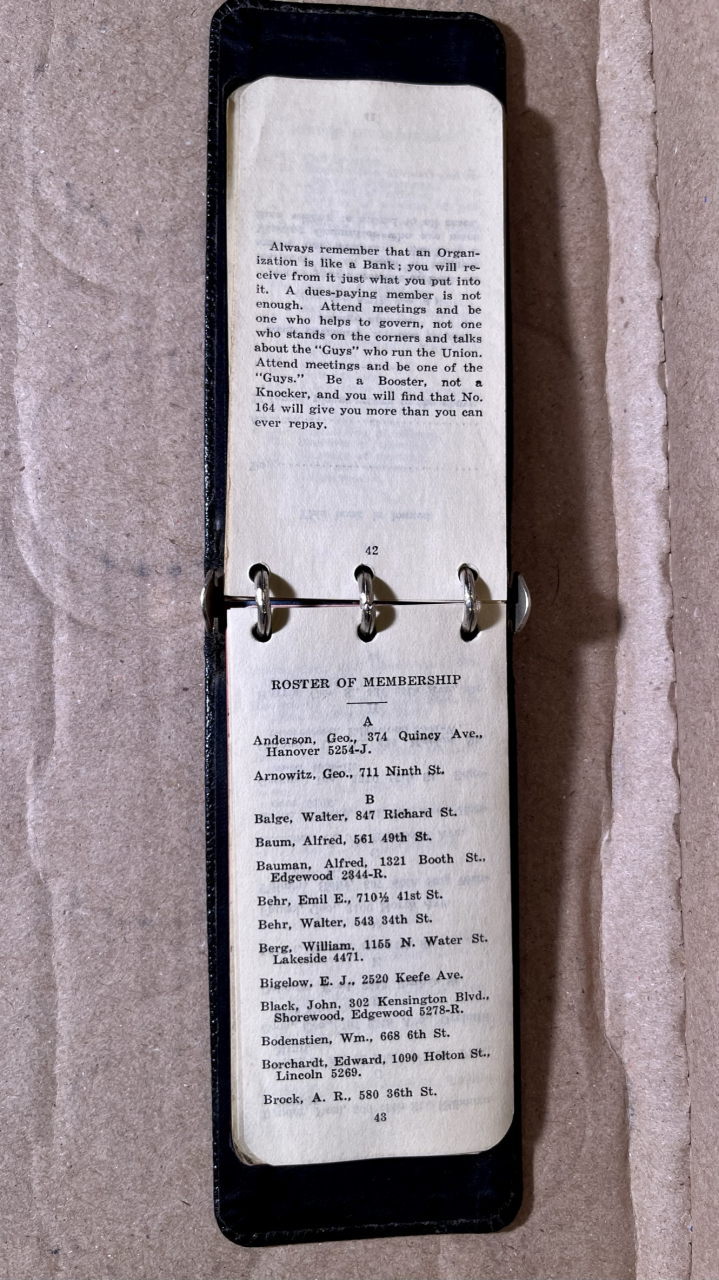 Always remember that an Organ-
ization is like a Bank; you will re-
ceive from it just what you put into
it. A dues-paying member is not
enough. Attend meetings and be
one who helps to govern, not one
who stands on the corners and talks
about the "Guys" who run the Union.
Attend meetings and be one of the
"Guys." Be a Booster, not a
Knocker, and you will find that No.
164 will give you more than you can
ever repay.
42
ROSTER OF MEMBERSHIP
A
Anderson, Geo., 374 Quincy Ave.,
Hanover 5254-J.
Arnowitz, Geo., 711 Ninth St.
B
Balge, Walter, 847 Richard St.
Baum, Alfred, 561 49th St.
Bauman, Alfred, 1321 Booth St.,
Edgewood 2344-R.
Behr, Emil E., 710½ 41st St.
Behr, Walter, 543 34th St.
Berg, William, 1155 N. Water St.
Lakeside 4471.
Bigelow, E. J., 2520 Keefe Ave.
Black, John, 302 Kensington Blvd.,
Shorewood, Edgewood 5278-R.
Bodenstien, Wm., 668 6th St.
Borchardt, Edward, 1090 Holton St.,
Lincoln 5269.
Brock, A. R., 580 36th St.
43